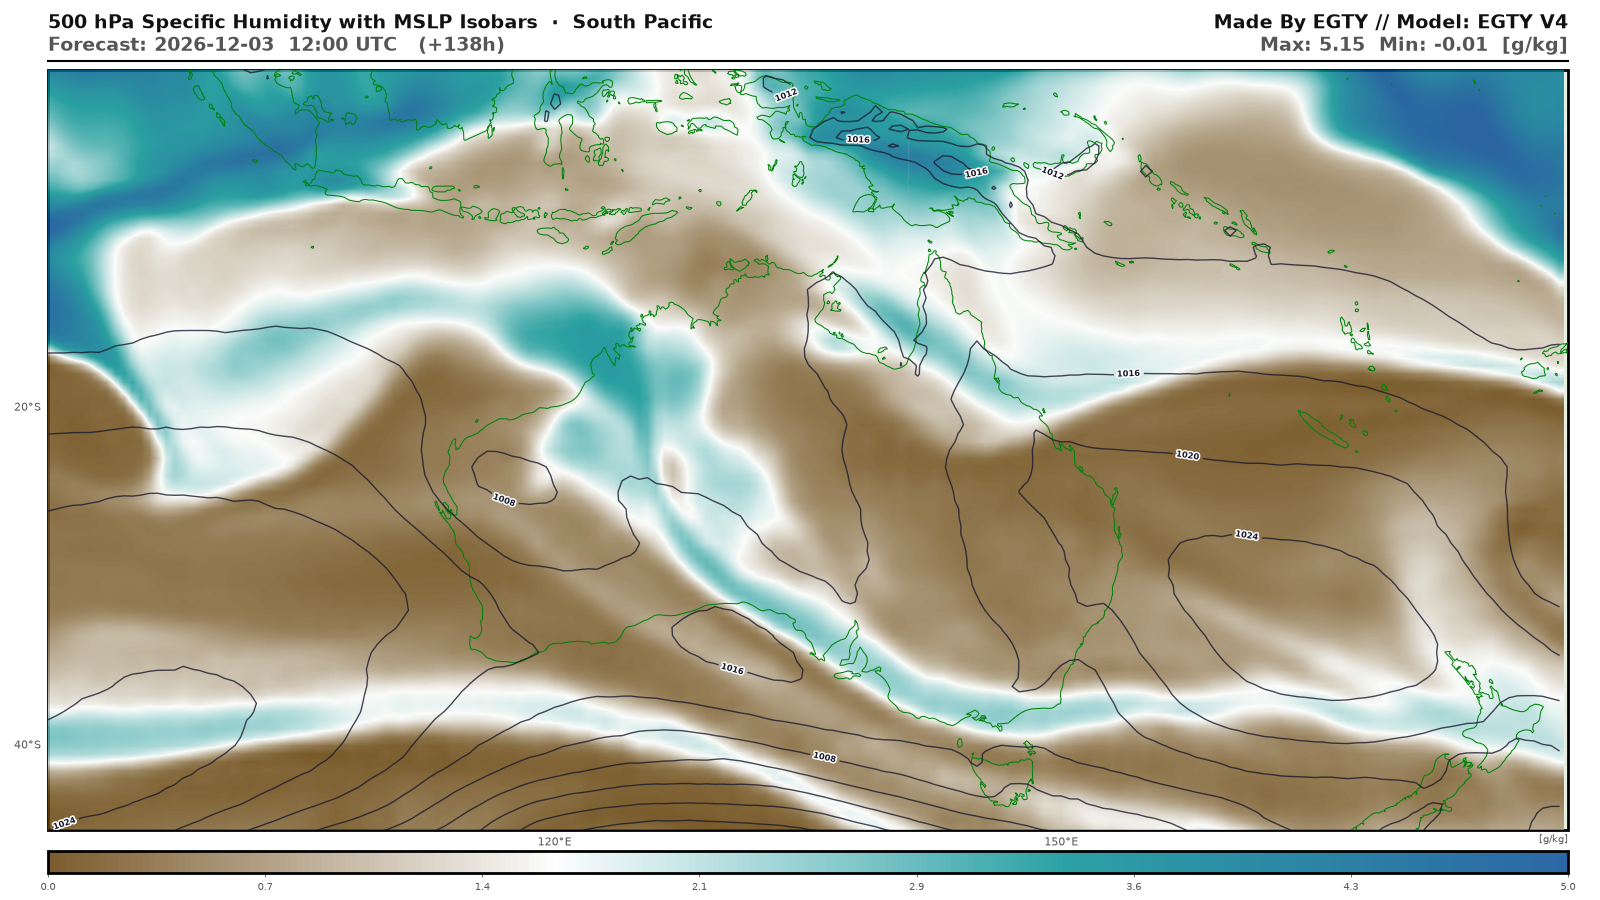 500 hPa Specific Humidity with MSLP Isobars · South Pacific
Made By EGTY // Model: EGTY V4
Forecast: 2026-12-03 12:00 UTC (+138h)
Max: 5.15 Min: -0.01 [g/kg]
1012
1016
1016
1012
1016
20°S
1020
1008
1024
1016
40°S
1008
1024
120°E
150°E
[g/kg]
0.0 0.7 1.4 2.1 2.9 3.6 4.3 5.0